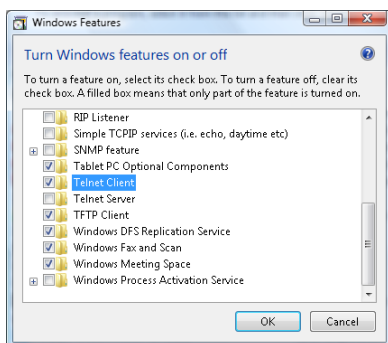 Windows Features
Turn Windows features on or off
To turn a feature on, select its check box. To turn a feature off, clear its
check box. A filled box means that only part of the feature is turned on.
RIP Listener
Simple TCPIP services (i.e. echo, daytime etc)
SNMP feature
Tablet PC Optional Components
Telnet Client
Telnet Server
TFTP Client
Windows DFS Replication Service
Windows Fax and Scan
Windows Meeting Space
Windows Process Activation Service
OK Cancel